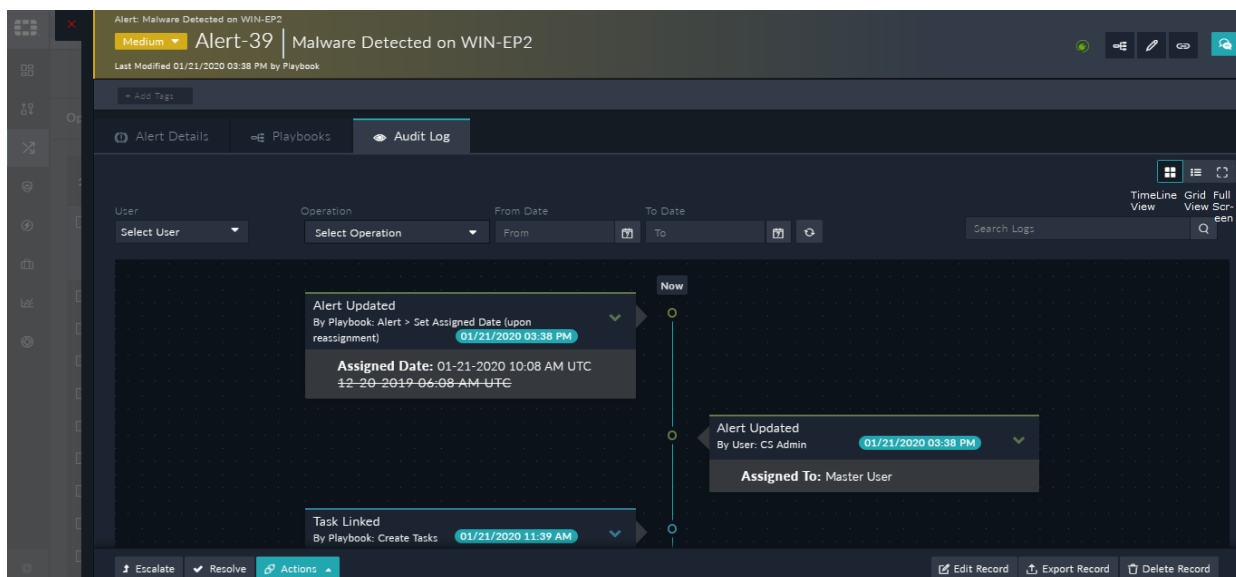 Alert: Malware Detected on WIN-EP2
Medium Alert-39 | Malware Detected on WIN-EP2
Last Modified 01/21/2020 03:38 PM by Playbook
+ Add Tags
Op
Alert Details Playbooks Audit Log
TimeLine View Grid View Full Scr-een
User Operation From Date To Date
Select User Select Operation From To Search Logs
Now
Alert Updated
By Playbook: Alert > Set Assigned Date (upon
reassignment) 01/21/2020 03:38 PM
Assigned Date: 01-21-2020 10:08 AM UTC
12-20-2019 06:08 AM UTC
Alert Updated
By User: CS Admin 01/21/2020 03:38 PM
Assigned To: Master User
Task Linked
By Playbook: Create Tasks 01/21/2020 11:39 AM
Escalate Resolve Actions Edit Record Export Record Delete Record